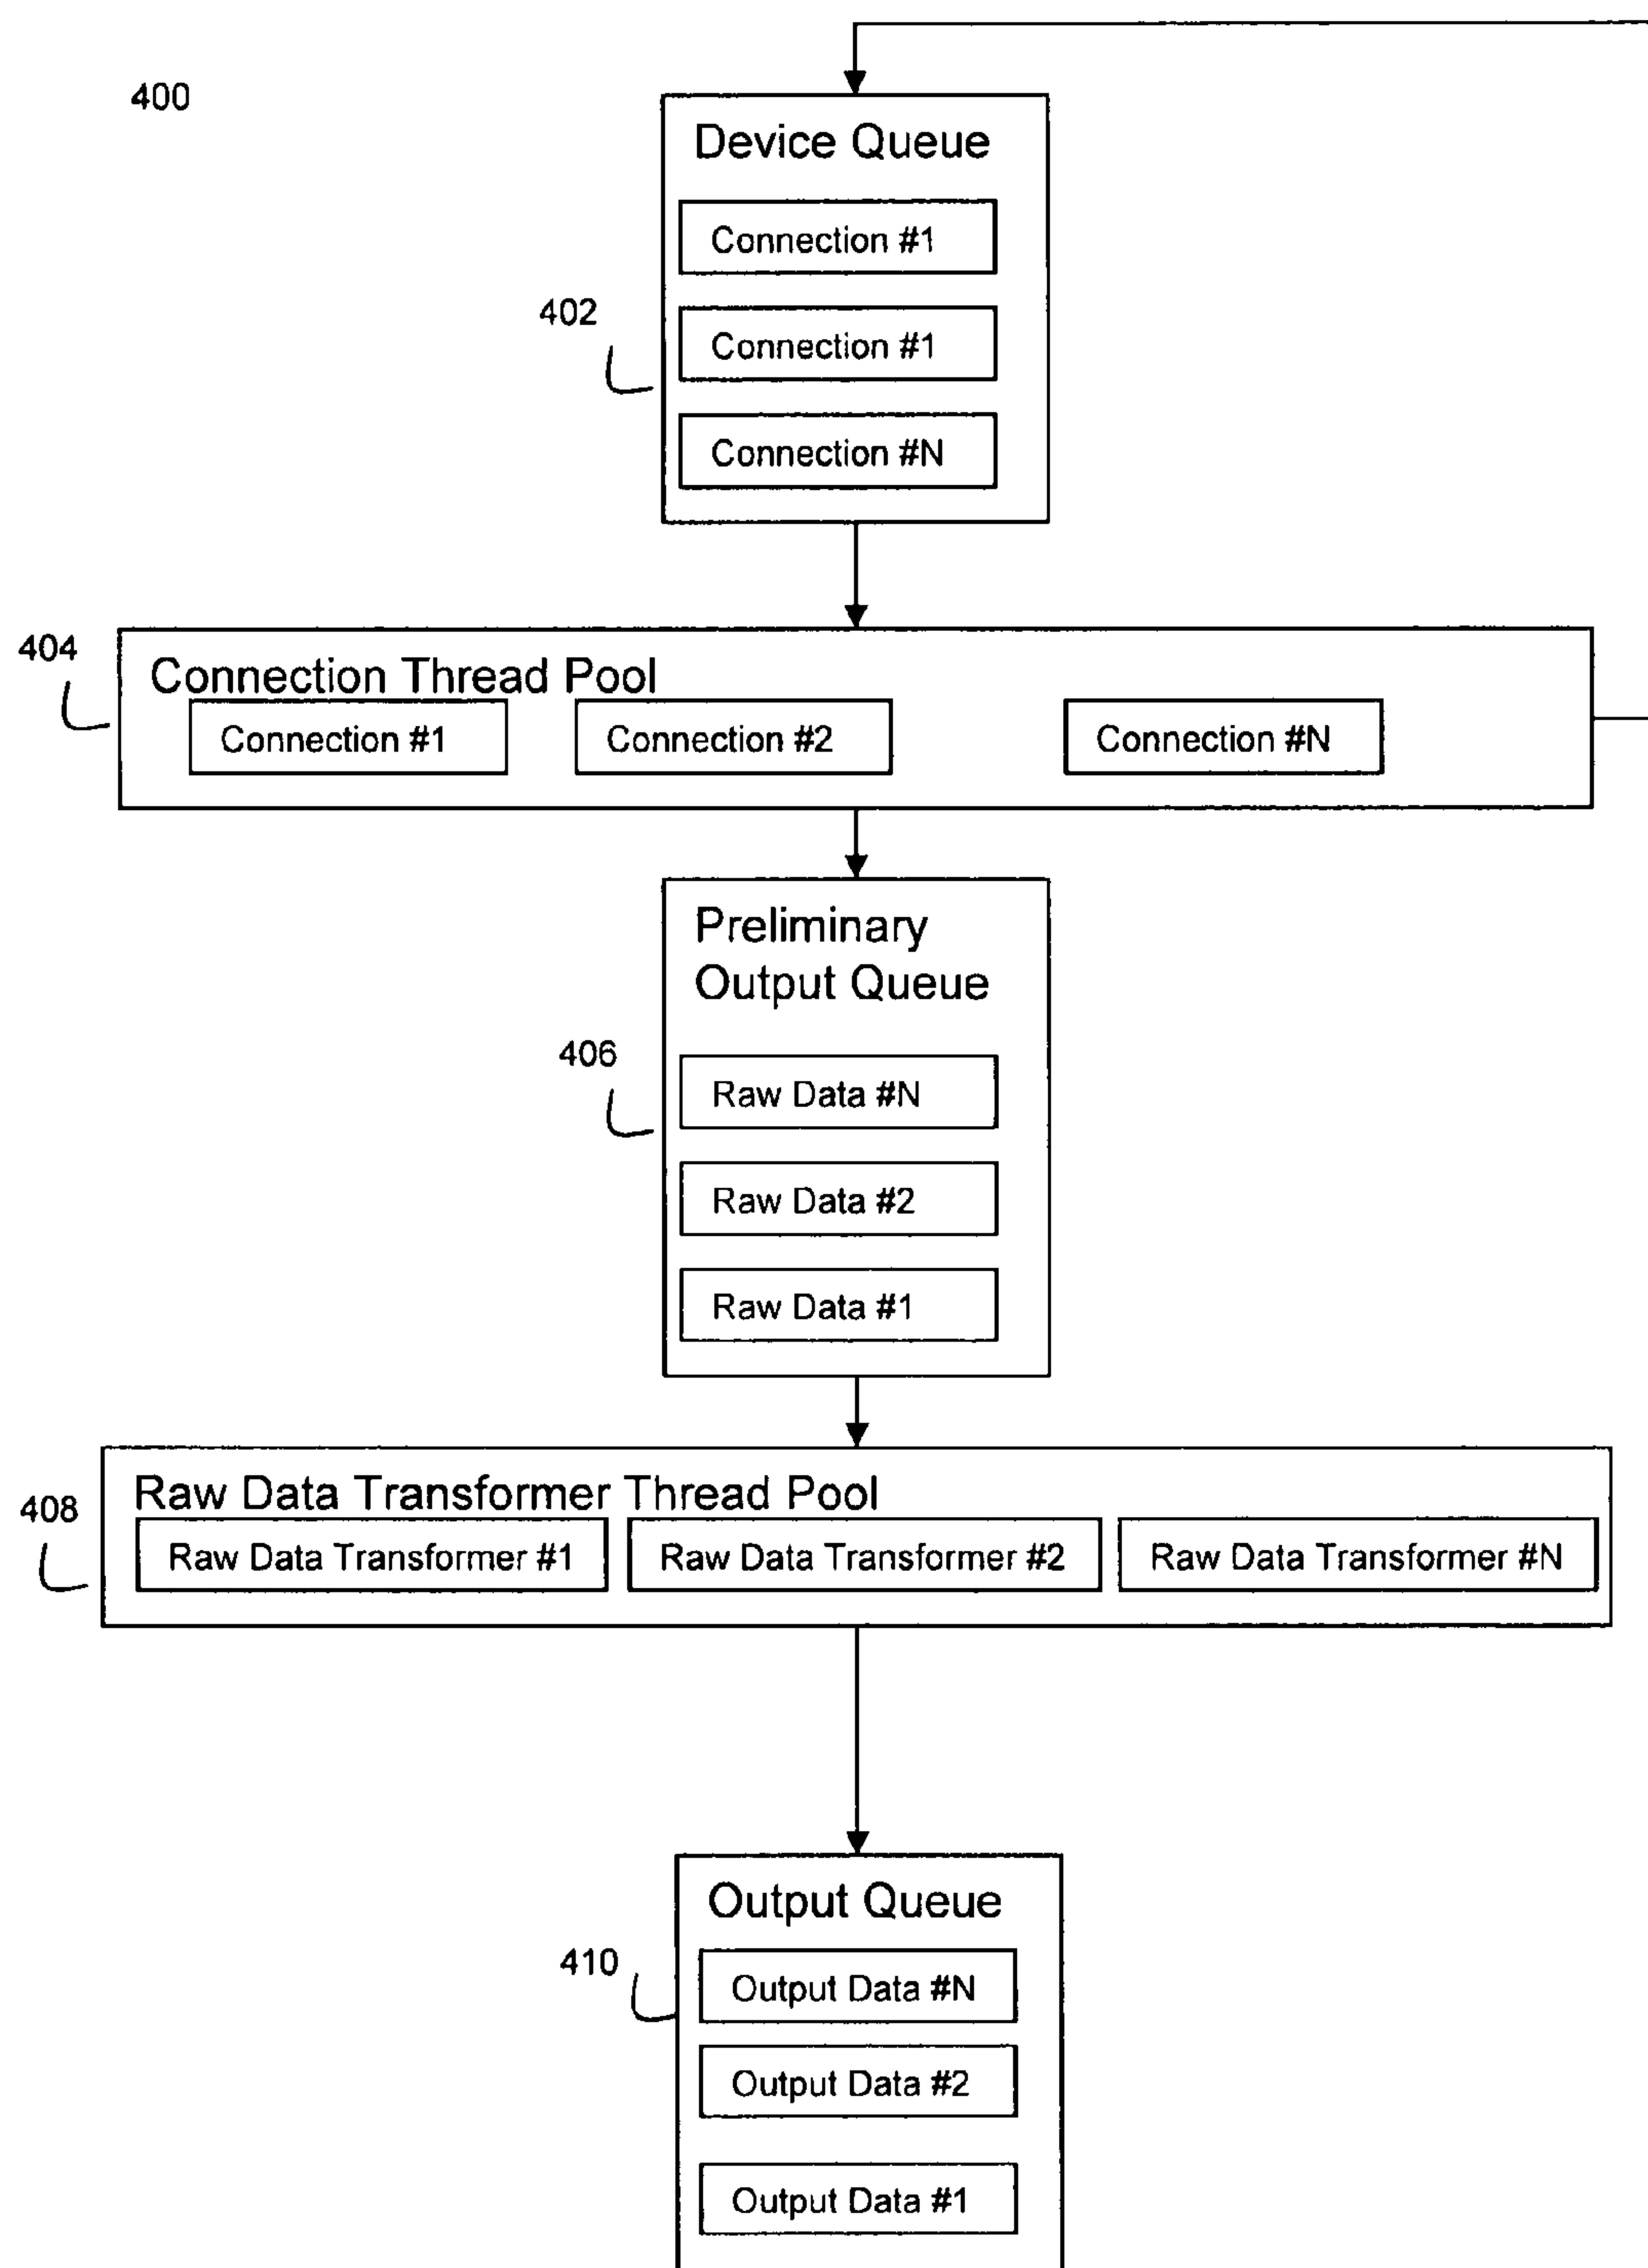 400
Device Queue
Connection #1
402
Connection #1
Connection #N
404
Connection Thread Pool
Connection #1
Connection #2
Connection #N
Preliminary
Output Queue
406
Raw Data #N
Raw Data #2
Raw Data #1
408
Raw Data Transformer Thread Pool
Raw Data Transformer #1
Raw Data Transformer #2
Raw Data Transformer #N
Output Queue
410
Output Data #N
Output Data #2
Output Data #1